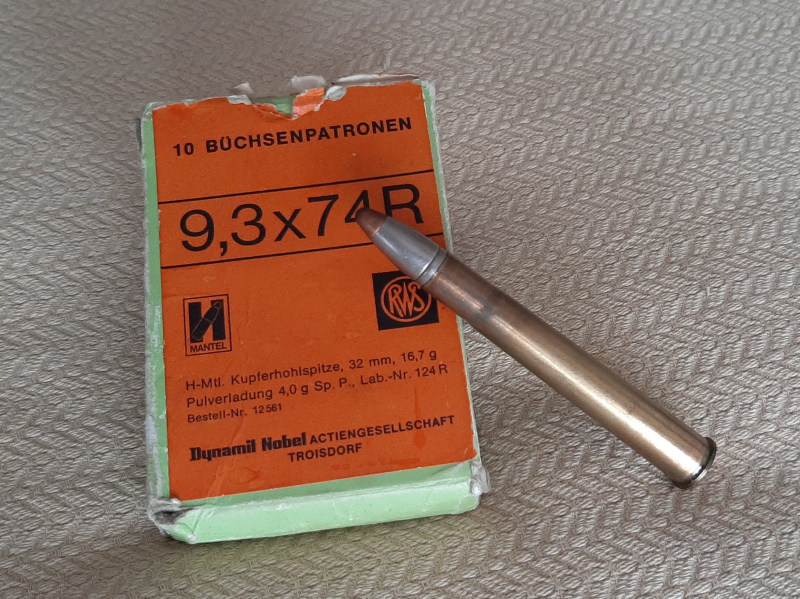 10 BÜCHSENPATRONEN
9,3x74R
H
MANTEL
RWS
H-Mtl. Kupferhohlspitze, 32 mm, 16,7 g
Pulverladung 4,0 g Sp. P., Lab.-Nr. 124 R
Bestell-Nr. 12561
Dynamit Nobel ACTIENGESELLSCHAFT
TROISDORF